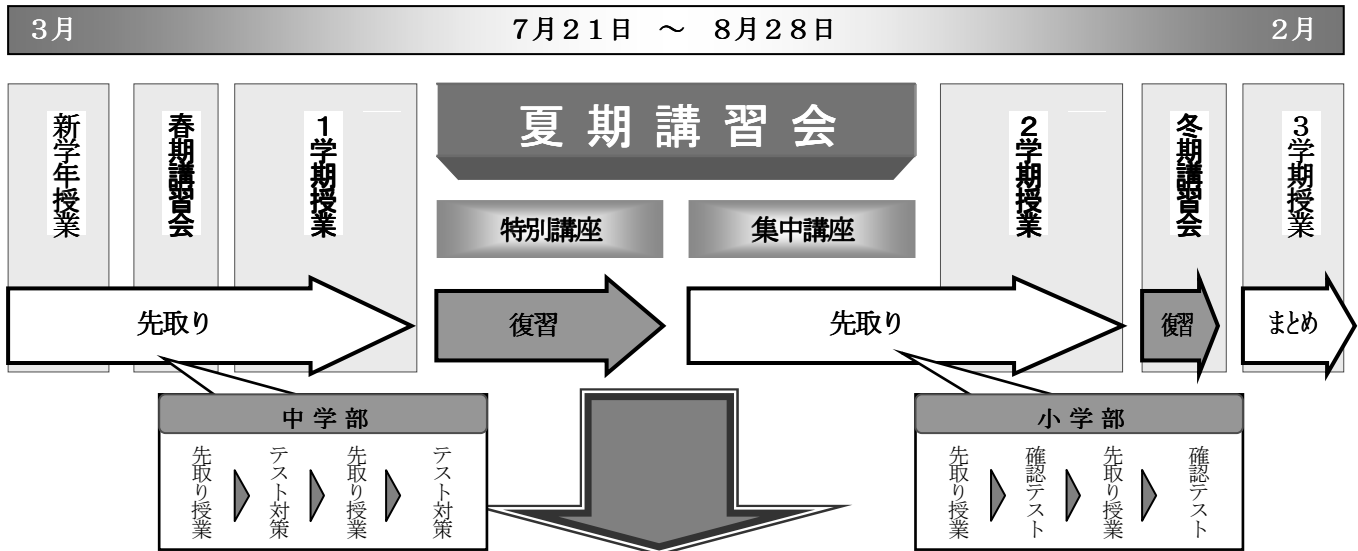 3月
７月２１日　～　８月２８日
２月
新学年授業
春期講習会
１学期授業
夏期講習会
特別講座
集中講座
２学期授業
冬期講習会
３学期授業
先取り
復習
先取り
復習
まとめ
中学部
先取り授業
テスト対策
先取り授業
テスト対策
小学部
先取り授業
確認テスト
先取り授業
確認テスト